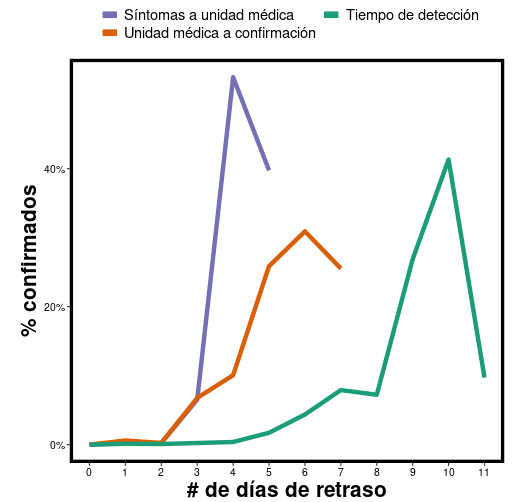 Síntomas a unidad médica
Tiempo de detección
Unidad médica a confirmación
% confirmados
40%
20%
0%
0 1 2 3 4 5 6 7 8 9 10 11
# de días de retraso